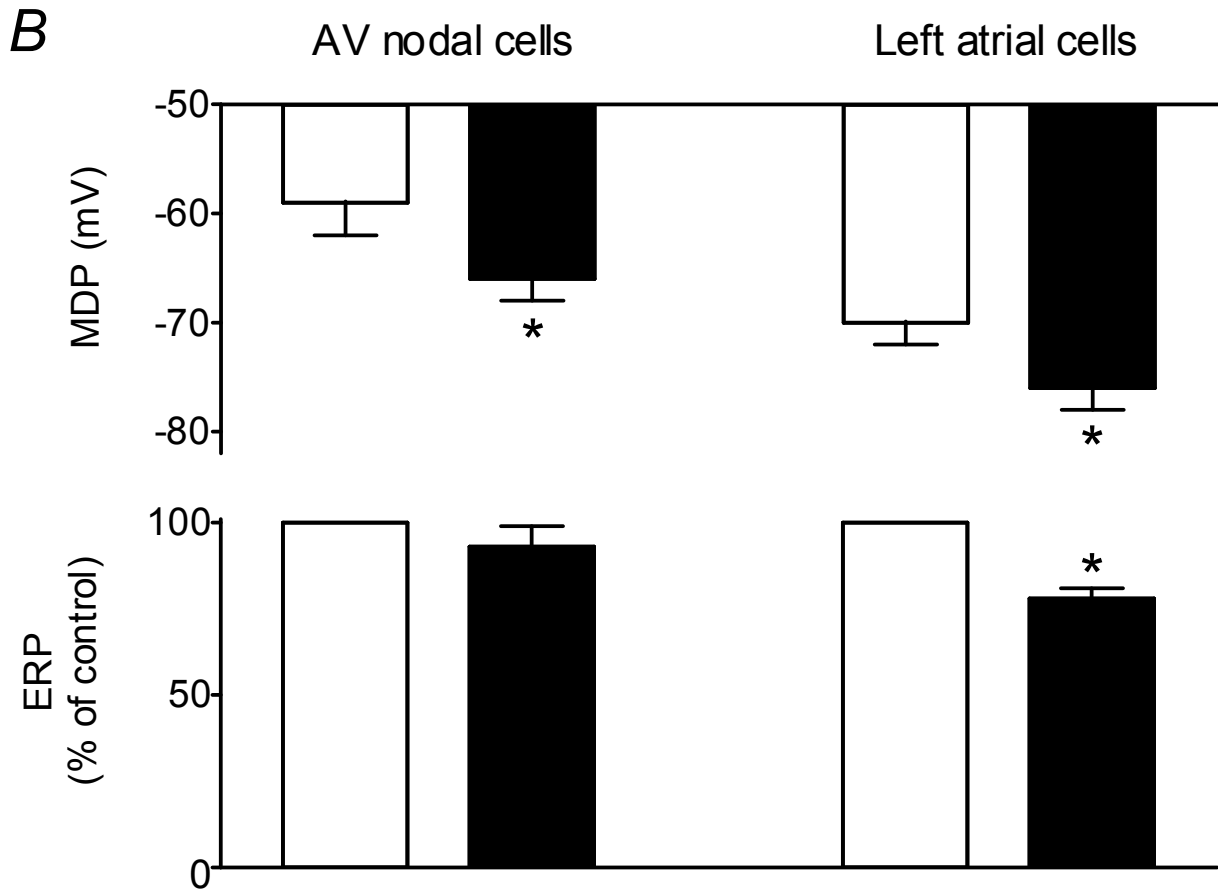 B
AV nodal cells
Left atrial cells
MDP (mV)
-50
-60
-70
-80
*
*
ERP
(% of control)
100
50
0
*